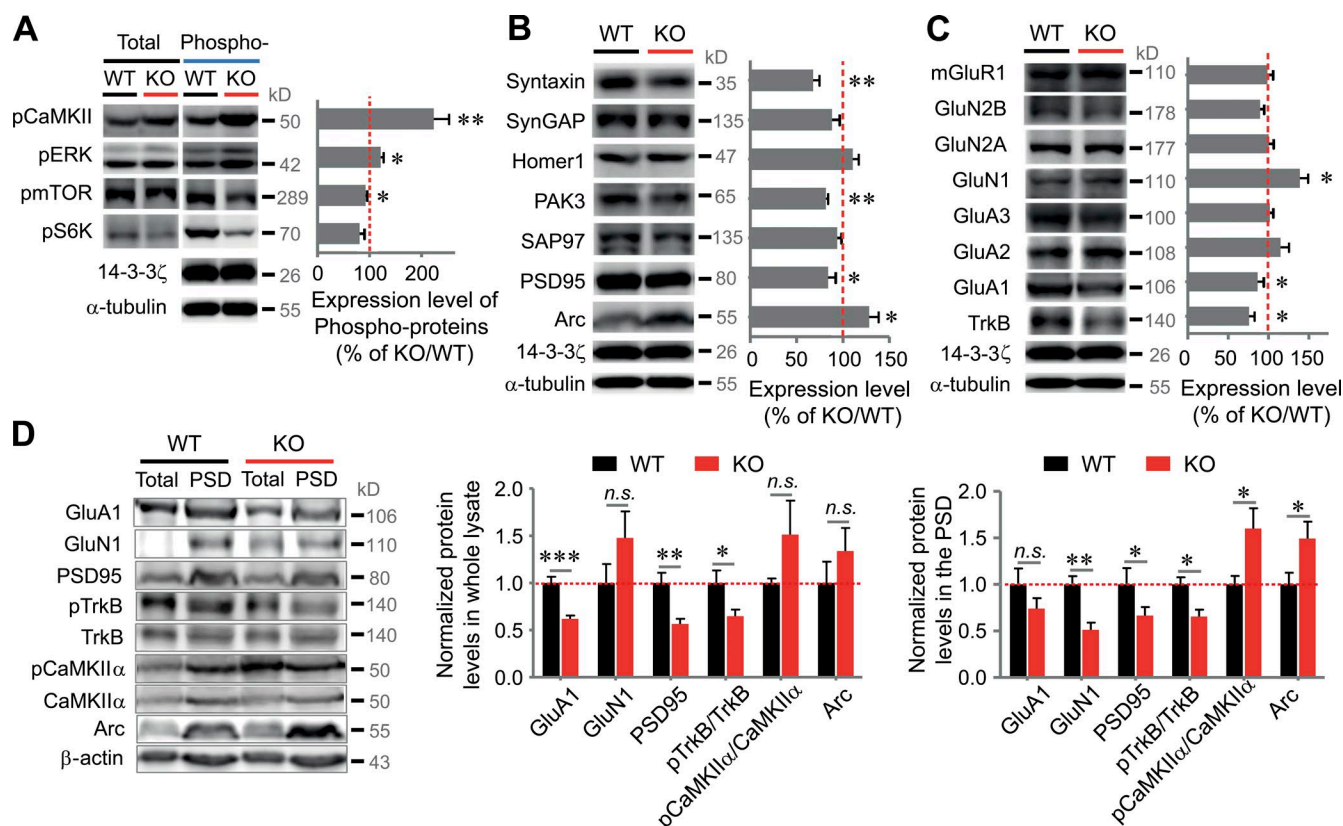 A
Total Phospho-
WT KO WT KO
kD
pCaMKII 50 **
pERK 42 *
pmTOR 289 *
pS6K 70
14-3-3ζ 26
α-tubulin 55
0 100 200
Expression level of
Phospho-proteins
(% of KO/WT)
B
WT KO
kD
Syntaxin 35 **
SynGAP 135
Homer1 47
PAK3 65 **
SAP97 135
PSD95 80 *
Arc 55 *
14-3-3ζ 26
α-tubulin 55
0 50 100 150
Expression level
(% of KO/WT)
C
WT KO
kD
mGluR1 110
GluN2B 178
GluN2A 177
GluN1 110 *
GluA3 100
GluA2 108
GluA1 106 *
TrkB 140 *
14-3-3ζ 26
α-tubulin 55
0 50 100 150
Expression level
(% of KO/WT)
D
WT KO
Total PSD Total PSD
kD
GluA1 106
GluN1 110
PSD95 80
pTrkB 140
TrkB 140
pCaMKIIα 50
CaMKIIα 50
Arc 55
β-actin 43
WT KO
Normalized protein
levels in whole lysate
2.0
1.5
1.0
0.5
0.0
*** n.s. ** * n.s. n.s.
GluA1
GluN1
PSD95
pTrkB/TrkB
pCaMKIIα/CaMKIIα
Arc
WT KO
Normalized protein
levels in the PSD
2.0
1.5
1.0
0.5
0.0
n.s. ** * * * *
GluA1
GluN1
PSD95
pTrkB/TrkB
pCaMKIIα/CaMKIIα
Arc